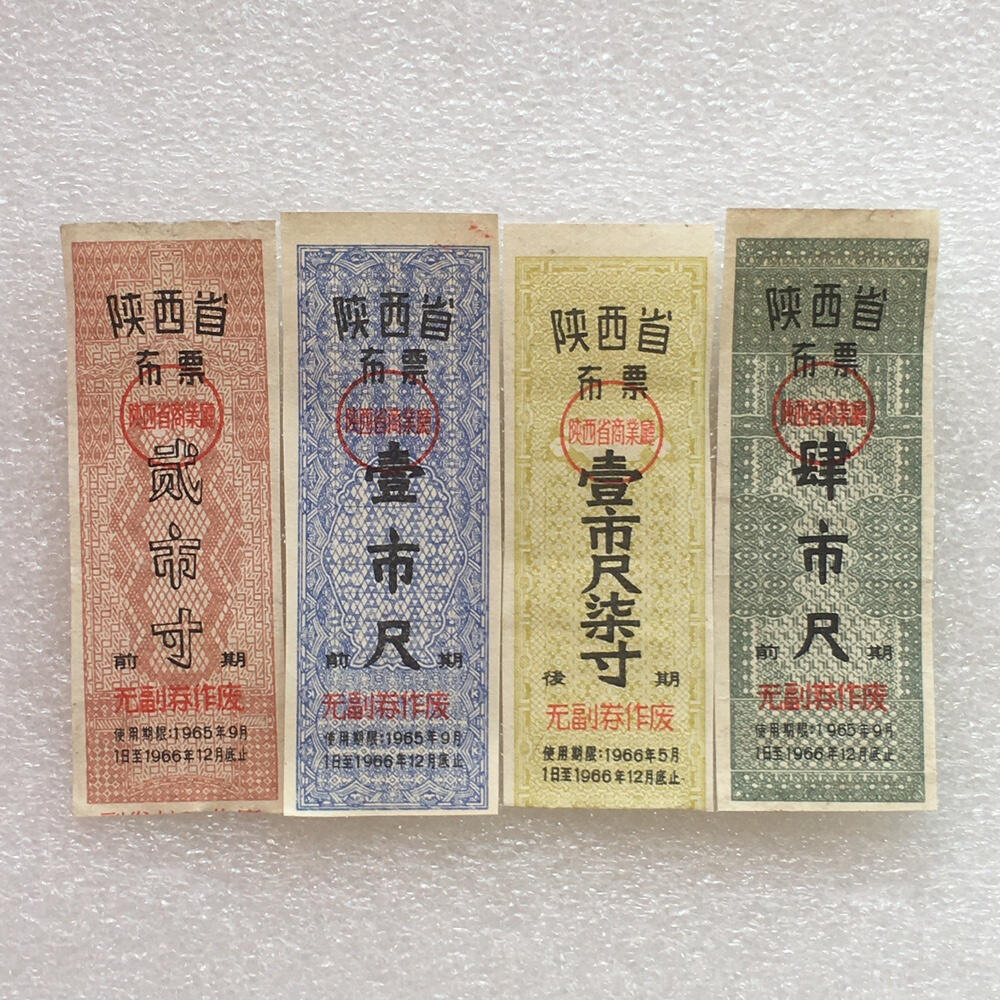 陕西省
布票
陕西省商業廳
贰市寸
前期
无副券作废
使用期限:1965年9月
1日至1966年12月底止
陕西省
布票
陕西省商業廳
壹市尺
前期
无副券作废
使用期限:1965年9月
1日至1966年12月底止
陕西省
布票
陕西省商業廳
壹市尺柒寸
後期
无副券作废
使用期限:1966年5月
1日至1966年12月底止
陕西省
布票
陕西省商業廳
肆市尺
前期
无副券作废
使用期限:1965年9月
1日至1966年12月底止